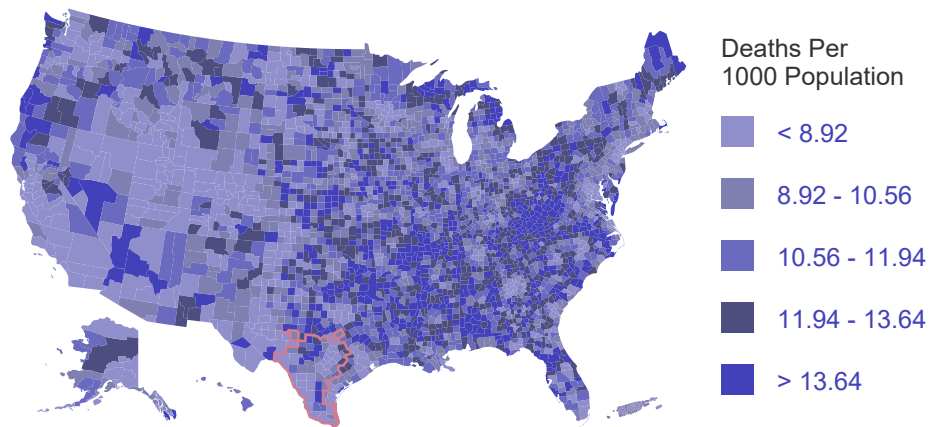 Deaths Per
1000 Population
< 8.92
8.92 - 10.56
10.56 - 11.94
11.94 - 13.64
> 13.64